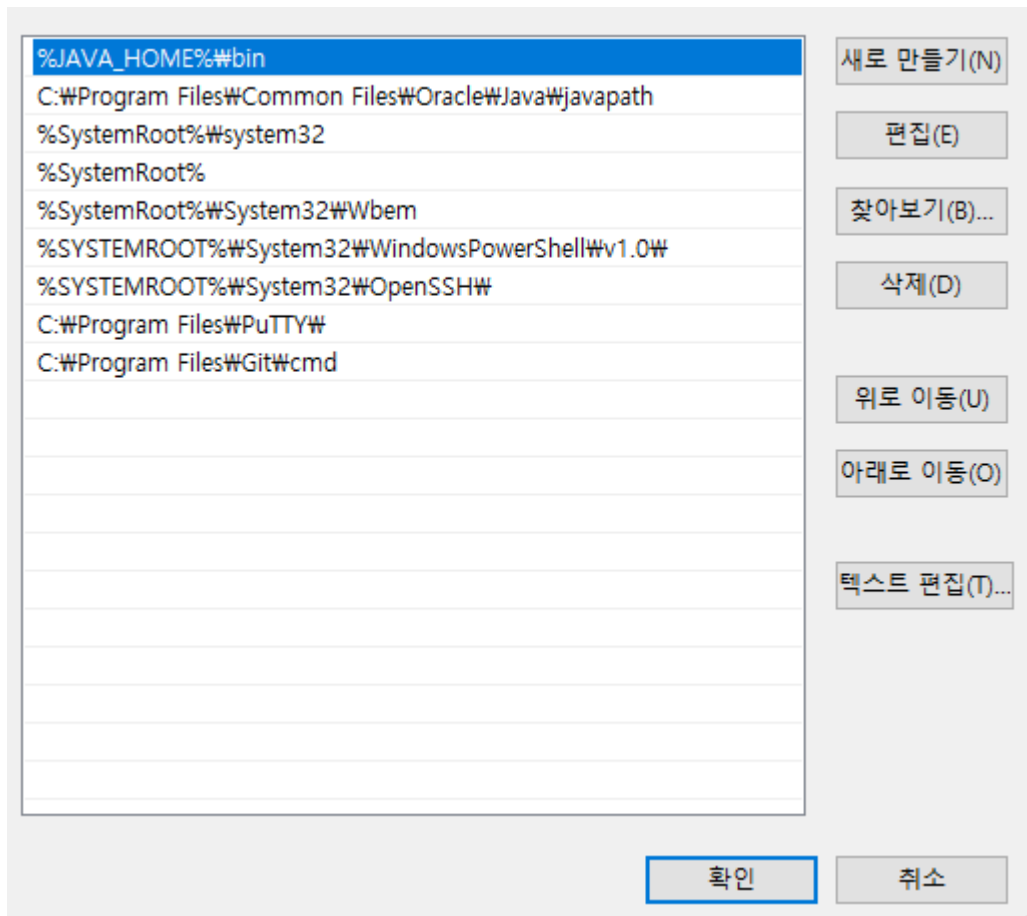 %JAVA_HOME%₩bin
C:₩Program Files₩Common Files₩Oracle₩Java₩javapath
%SystemRoot%₩system32
%SystemRoot%
%SystemRoot%₩System32₩Wbem
%SYSTEMROOT%₩System32₩WindowsPowerShell₩v1.0₩
%SYSTEMROOT%₩System32₩OpenSSH₩
C:₩Program Files₩PuTTY₩
C:₩Program Files₩Git₩cmd
새로 만들기(N)
편집(E)
찾아보기(B)...
삭제(D)
위로 이동(U)
아래로 이동(O)
텍스트 편집(T)...
확인
취소